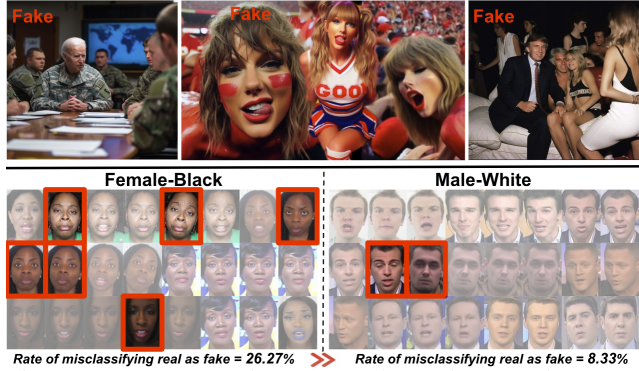 Fake
Fake
Fake
GOO
Female-Black
Male-White
Rate of misclassifying real as fake = 26.27%
Rate of misclassifying real as fake = 8.33%